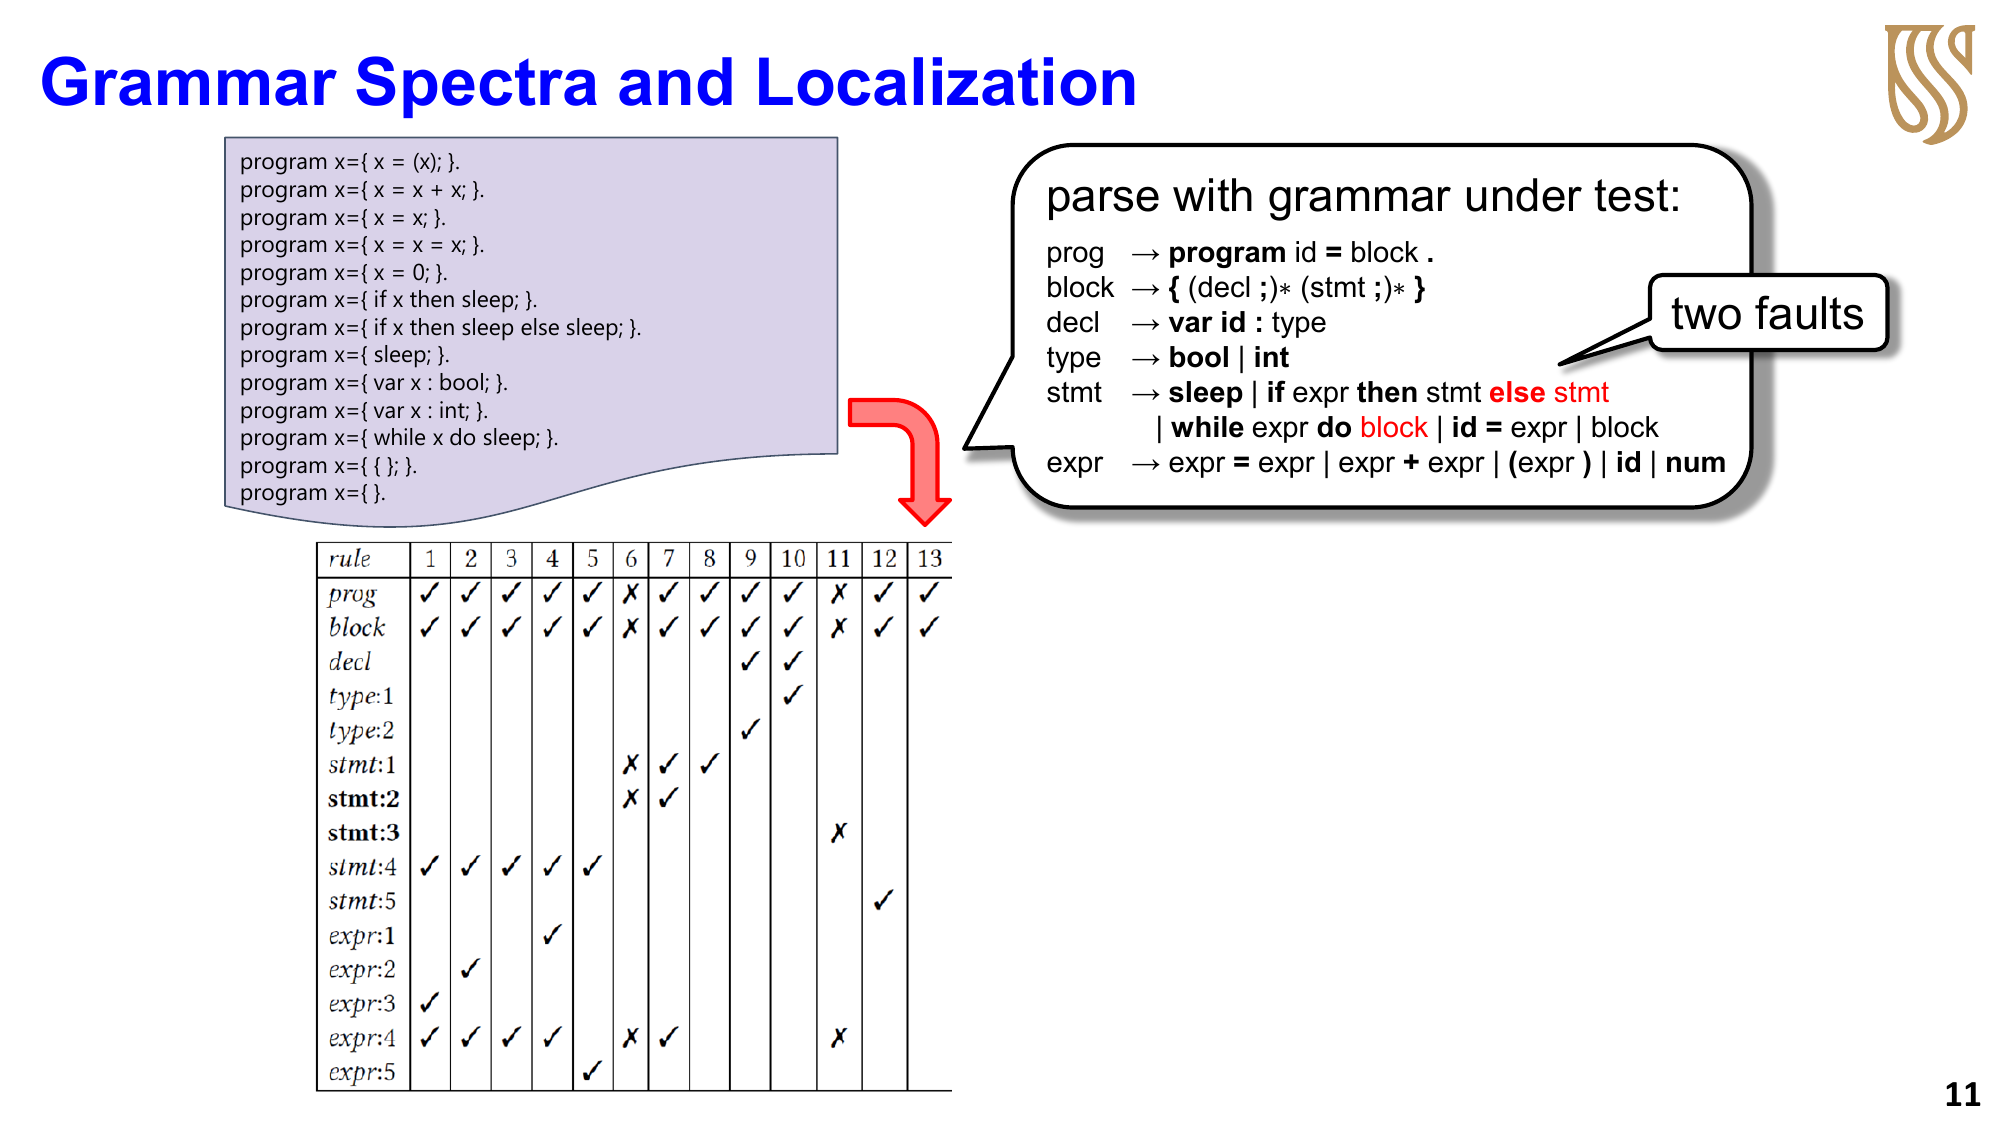 Grammar Spectra and Localization
program x={ x = (x); }.
program x={ x = x + x; }.
program x={ x = x; }.
program x={ x = x = x; }.
program x={ x = 0; }.
program x={ if x then sleep; }.
program x={ if x then sleep else sleep; }.
program x={ sleep; }.
program x={ var x : bool; }.
program x={ var x : int; }.
program x={ while x do sleep; }.
program x={ { }; }.
program x={ }.
parse with grammar under test:
prog → program id = block .
block → { (decl ;)* (stmt ;)* }
decl → var id : type
type → bool | int
stmt → sleep | if expr then stmt else stmt
| while expr do block | id = expr | block
expr → expr = expr | expr + expr | (expr ) | id | num
two faults
rule 1 2 3 4 5 6 7 8 9 10 11 12 13
prog ✓ ✓ ✓ ✓ ✓ ✗ ✓ ✓ ✓ ✓ ✗ ✓ ✓
block ✓ ✓ ✓ ✓ ✓ ✗ ✓ ✓ ✓ ✓ ✗ ✓ ✓
decl ✓ ✓
type:1 ✓
type:2 ✓
stmt:1 ✗ ✓ ✓
stmt:2 ✗ ✓
stmt:3 ✗
stmt:4 ✓ ✓ ✓ ✓ ✓
stmt:5 ✓
expr:1 ✓
expr:2 ✓
expr:3 ✓
expr:4 ✓ ✓ ✓ ✓ ✗ ✓ ✗
expr:5 ✓
11